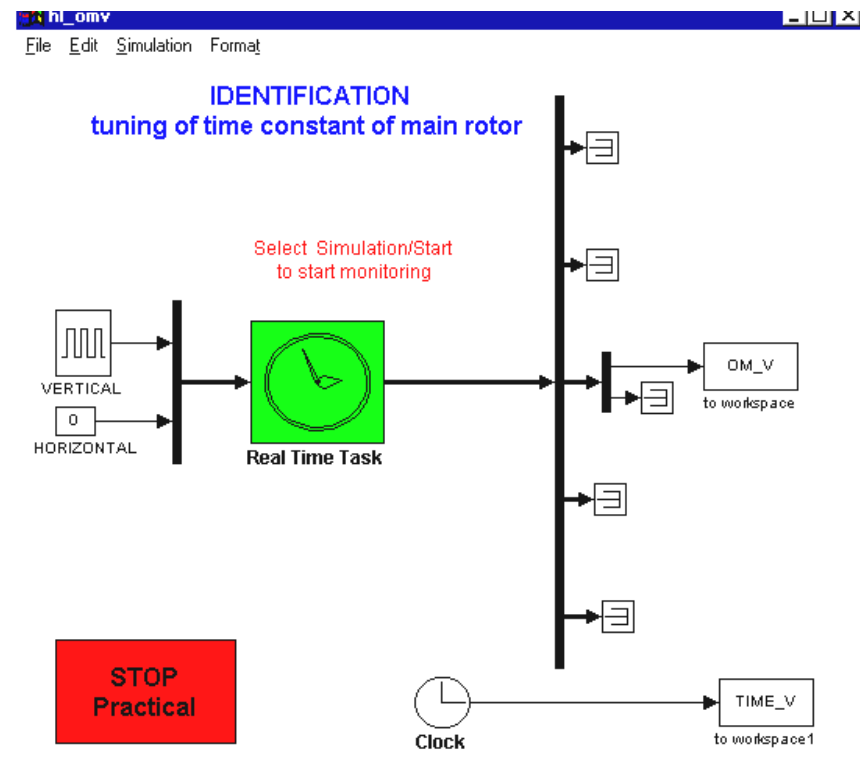 hl_omv
File Edit Simulation Format
IDENTIFICATION
tuning of time constant of main rotor
Select Simulation/Start
to start monitoring
VERTICAL
0
HORIZONTAL
Real Time Task
OM_V
to workspace
STOP
Practical
Clock
TIME_V
to workspace1